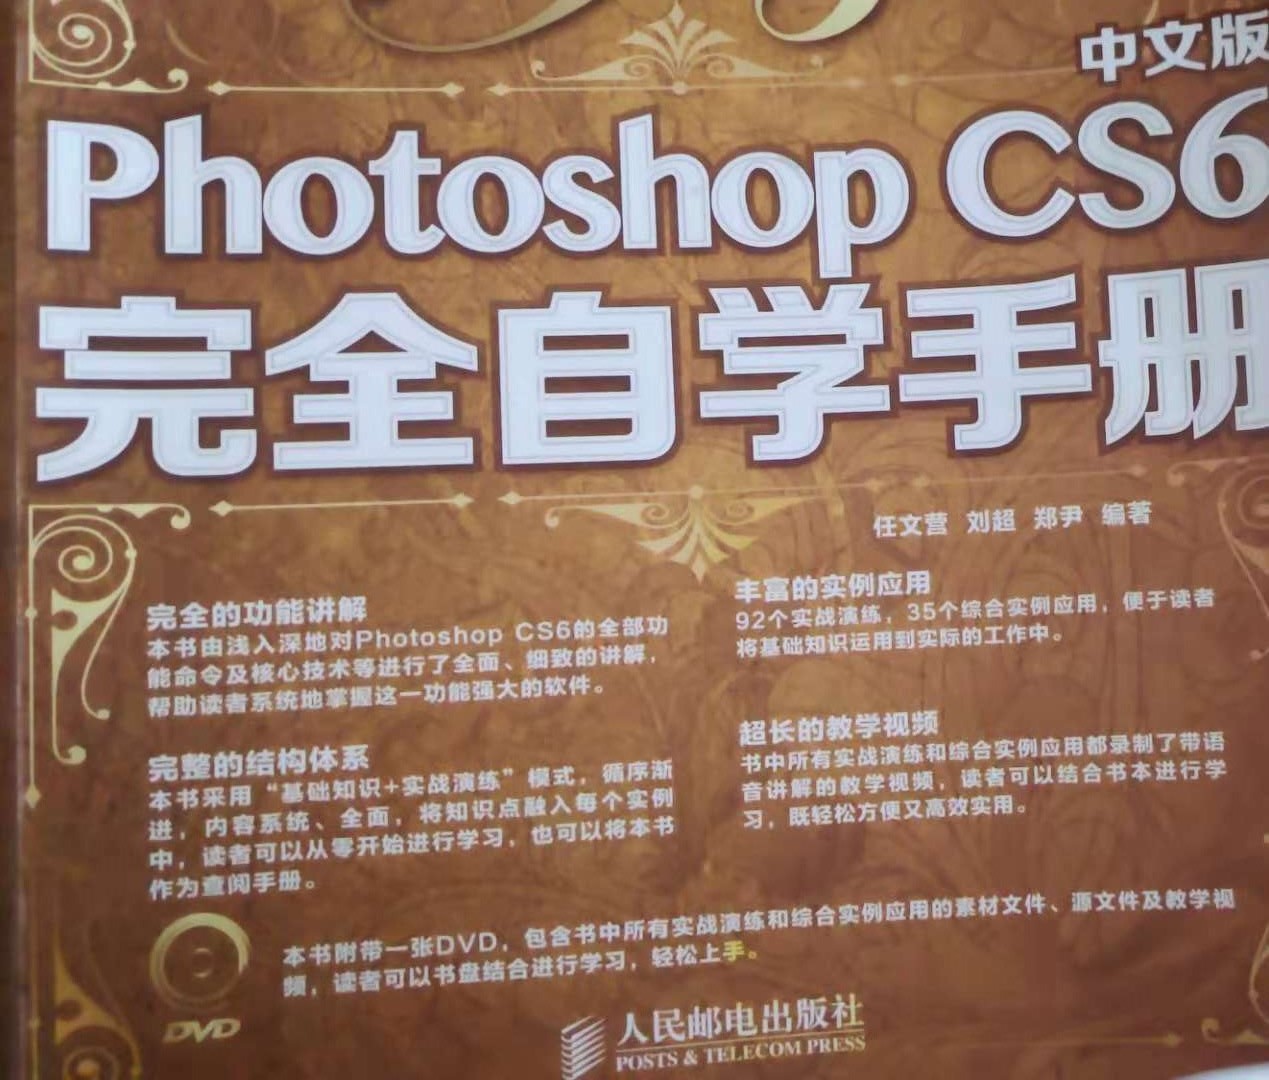 中文版
Photoshop CS6
完全自学手册
任文营 刘超 郑尹 编著
完全的功能讲解
本书由浅入深地对Photoshop CS6的全部功
能命令及核心技术等进行了全面、细致的讲解，
帮助读者系统地掌握这一功能强大的软件。
完整的结构体系
本书采用“基础知识+实战演练”模式，循序渐
进，内容系统、全面，将知识点融入每个实例
中，读者可以从零开始进行学习，也可以将本书
作为查阅手册。
丰富的实例应用
92个实战演练，35个综合实例应用，便于读者
将基础知识运用到实际的工作中。
超长的教学视频
书中所有实战演练和综合实例应用都录制了带语
音讲解的教学视频，读者可以结合书本进行学
习，既轻松方便又高效实用。
本书附带一张DVD，包含书中所有实战演练和综合实例应用的素材文件、源文件及教学视
频，读者可以书盘结合进行学习，轻松上手。
DVD
人民邮电出版社
POSTS & TELECOM PRESS